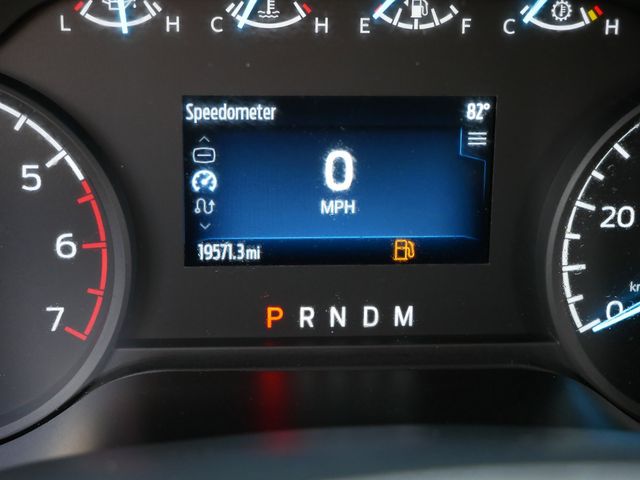 L H C H E F C H
Speedometer 82°
0
MPH
19571.3mi
5
6
7
20
0
P R N D M